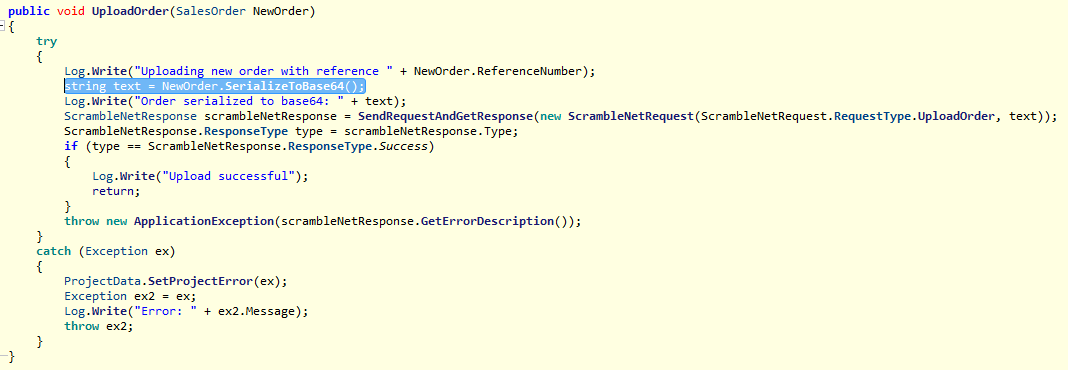 public void UploadOrder(SalesOrder NewOrder)
{
try
{
Log.Write("Uploading new order with reference " + NewOrder.ReferenceNumber);
string text = NewOrder.SerializeToBase64();
Log.Write("Order serialized to base64: " + text);
ScrambleNetResponse scrambleNetResponse = SendRequestAndGetResponse(new ScrambleNetRequest(ScrambleNetRequest.RequestType.UploadOrder, text));
ScrambleNetResponse.ResponseType type = scrambleNetResponse.Type;
if (type == ScrambleNetResponse.ResponseType.Success)
{
Log.Write("Upload successful");
return;
}
throw new ApplicationException(scrambleNetResponse.GetErrorDescription());
}
catch (Exception ex)
{
ProjectData.SetProjectError(ex);
Exception ex2 = ex;
Log.Write("Error: " + ex2.Message);
throw ex2;
}
}